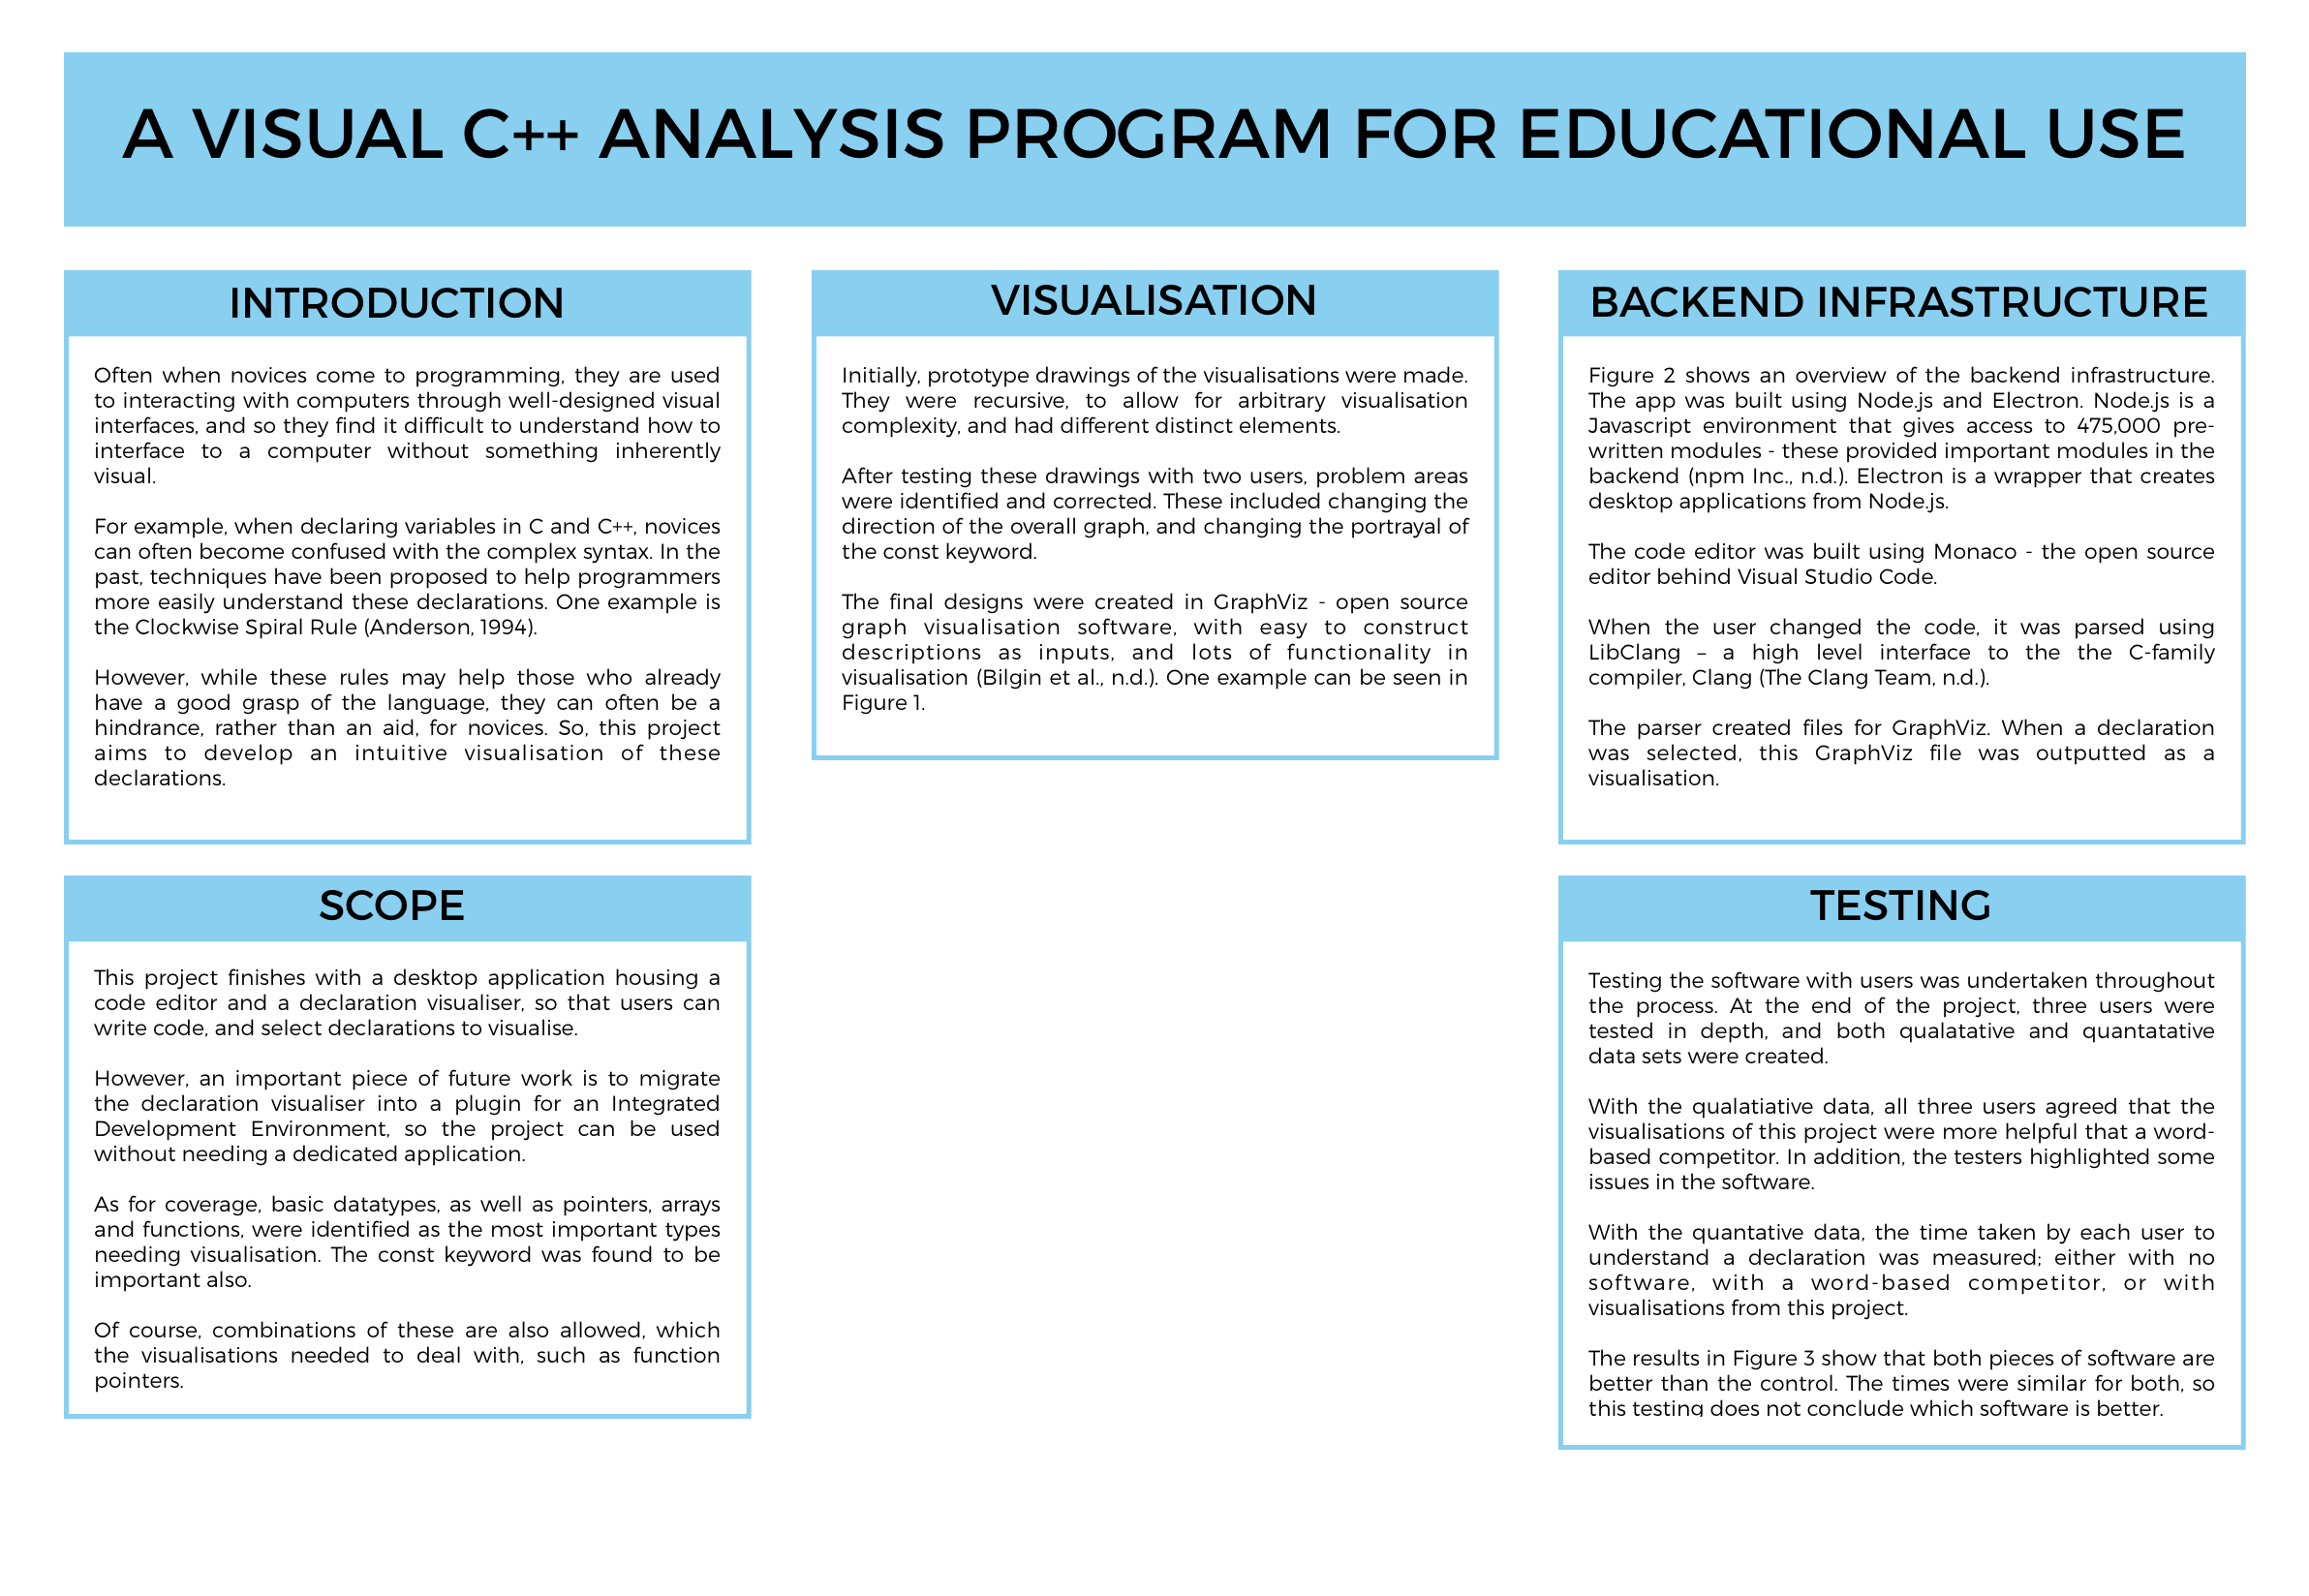 A VISUAL C++ ANALYSIS PROGRAM FOR EDUCATIONAL USE
INTRODUCTION
Often when novices come to programming, they are used
to interacting with computers through well-designed visual
interfaces, and so they find it difficult to understand how to
interface to a computer without something inherently
visual.
For example, when declaring variables in C and C++, novices
can often become confused with the complex syntax. In the
past, techniques have been proposed to help programmers
more easily understand these declarations. One example is
the Clockwise Spiral Rule (Anderson, 1994).
However, while these rules may help those who already
have a good grasp of the language, they can often be a
hindrance, rather than an aid, for novices. So, this project
aims to develop an intuitive visualisation of these
declarations.
SCOPE
This project finishes with a desktop application housing a
code editor and a declaration visualiser, so that users can
write code, and select declarations to visualise.
However, an important piece of future work is to migrate
the declaration visualiser into a plugin for an Integrated
Development Environment, so the project can be used
without needing a dedicated application.
As for coverage, basic datatypes, as well as pointers, arrays
and functions, were identified as the most important types
needing visualisation. The const keyword was found to be
important also.
Of course, combinations of these are also allowed, which
the visualisations needed to deal with, such as function
pointers.
VISUALISATION
Initially, prototype drawings of the visualisations were made.
They were recursive, to allow for arbitrary visualisation
complexity, and had different distinct elements.
After testing these drawings with two users, problem areas
were identified and corrected. These included changing the
direction of the overall graph, and changing the portrayal of
the const keyword.
The final designs were created in GraphViz - open source
graph visualisation software, with easy to construct
descriptions as inputs, and lots of functionality in
visualisation (Bilgin et al., n.d.). One example can be seen in
Figure 1.
BACKEND INFRASTRUCTURE
Figure 2 shows an overview of the backend infrastructure.
The app was built using Node.js and Electron. Node.js is a
Javascript environment that gives access to 475,000 pre-
written modules - these provided important modules in the
backend (npm Inc., n.d.). Electron is a wrapper that creates
desktop applications from Node.js.
The code editor was built using Monaco - the open source
editor behind Visual Studio Code.
When the user changed the code, it was parsed using
LibClang – a high level interface to the the C-family
compiler, Clang (The Clang Team, n.d.).
The parser created files for GraphViz. When a declaration
was selected, this GraphViz file was outputted as a
visualisation.
TESTING
Testing the software with users was undertaken throughout
the process. At the end of the project, three users were
tested in depth, and both qualatative and quantatative
data sets were created.
With the qualatiative data, all three users agreed that the
visualisations of this project were more helpful that a word-
based competitor. In addition, the testers highlighted some
issues in the software.
With the quantative data, the time taken by each user to
understand a declaration was measured; either with no
software, with a word-based competitor, or with
visualisations from this project.
The results in Figure 3 show that both pieces of software are
better than the control. The times were similar for both, so
this testing does not conclude which software is better.